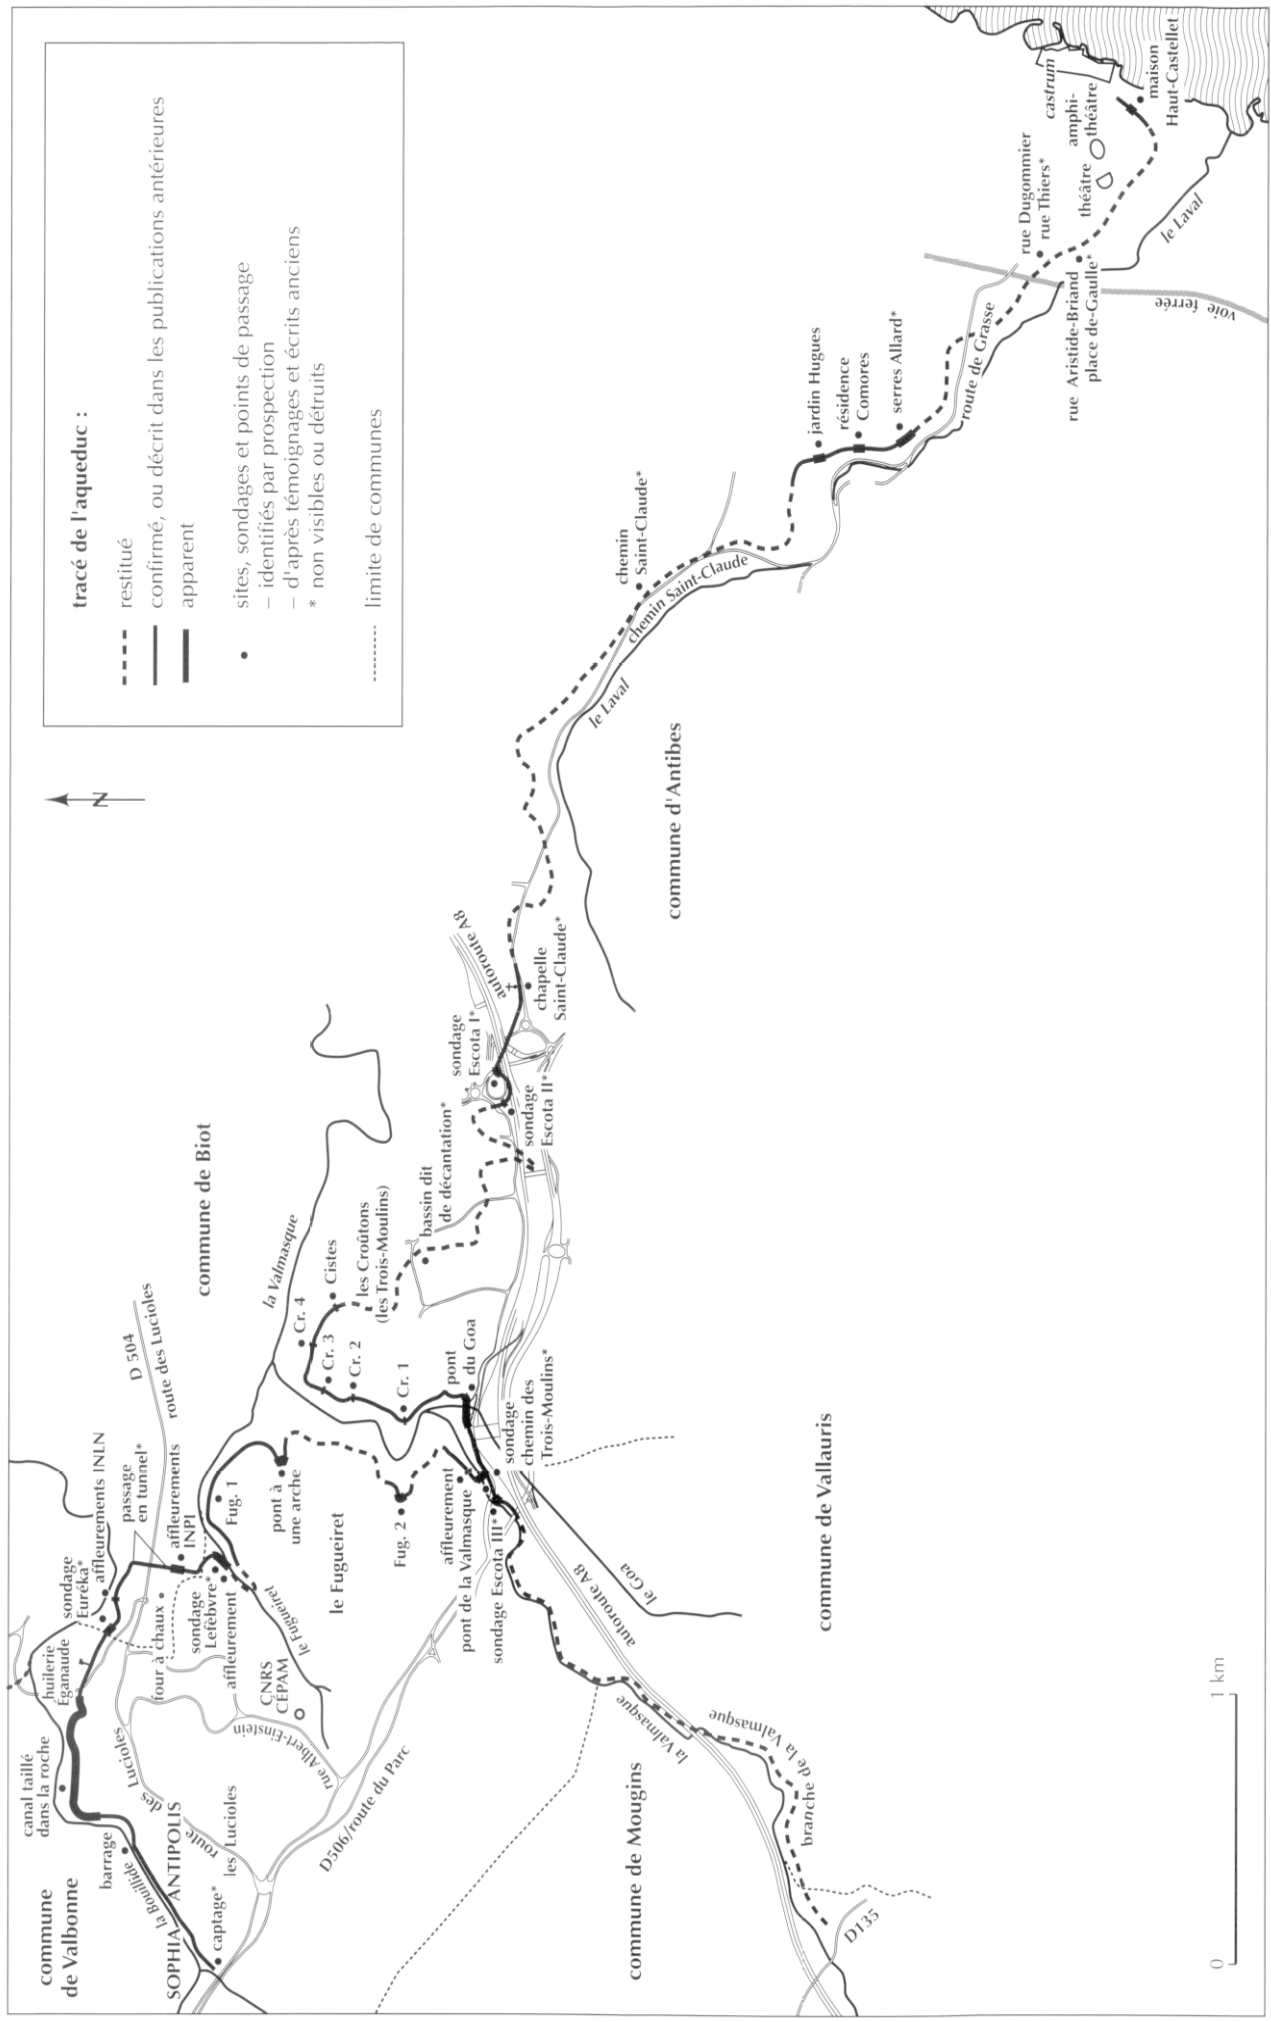 tracé de l'aqueduc :
restitué
confirmé, ou décrit dans les publications antérieures
apparent
sites, sondages et points de passage
– identifiés par prospection
– d'après témoignages et écrits anciens
* non visibles ou détruits
limite de communes
N
commune
de Valbonne
SOPHIA ANTIPOLIS
captage*
la Bouillide
barrage
canal taillé
dans la roche
huilerie
Éganaude
sondage
Euréka*
affleurements INLN
passage
en tunnel*
affleurements
INPI
four à chaux
sondage
Lefèbvre*
affleurement
route des Lucioles
les Lucioles
rue Albert-Einstein
CNRS
CÉPAM
D506/route du Parc
D 504
route des Lucioles
le Fugueiret
Fug. 1
pont à
une arche
le Fugueiret
Fug. 2
affleurement
pont de la Valmasque
sondage Escota III*
sondage
chemin des
Trois-Moulins*
pont
du Goa
Cr. 1
Cr. 2
Cr. 3
Cr. 4
Cistes
les Croûtons
(les Trois-Moulins)
la Valmasque
commune de Biot
bassin dit
de décantation*
sondage
Escota I*
sondage
Escota II*
autoroute A8
chapelle
Saint-Claude*
autoroute A8
le Goa
la Valmasque
branche de la Valmasque
D135
commune de Mougins
commune de Vallauris
commune d'Antibes
le Laval
chemin Saint-Claude
chemin
Saint-Claude*
jardin Hugues
résidence
Comores
serres Allard*
route de Grasse
rue Dugommier
rue Thiers*
rue Aristide-Briand
place de-Gaulle*
voie ferrée
le Laval
théâtre
amphi-
théâtre
castrum
maison
Haut-Castellet
0
1 km